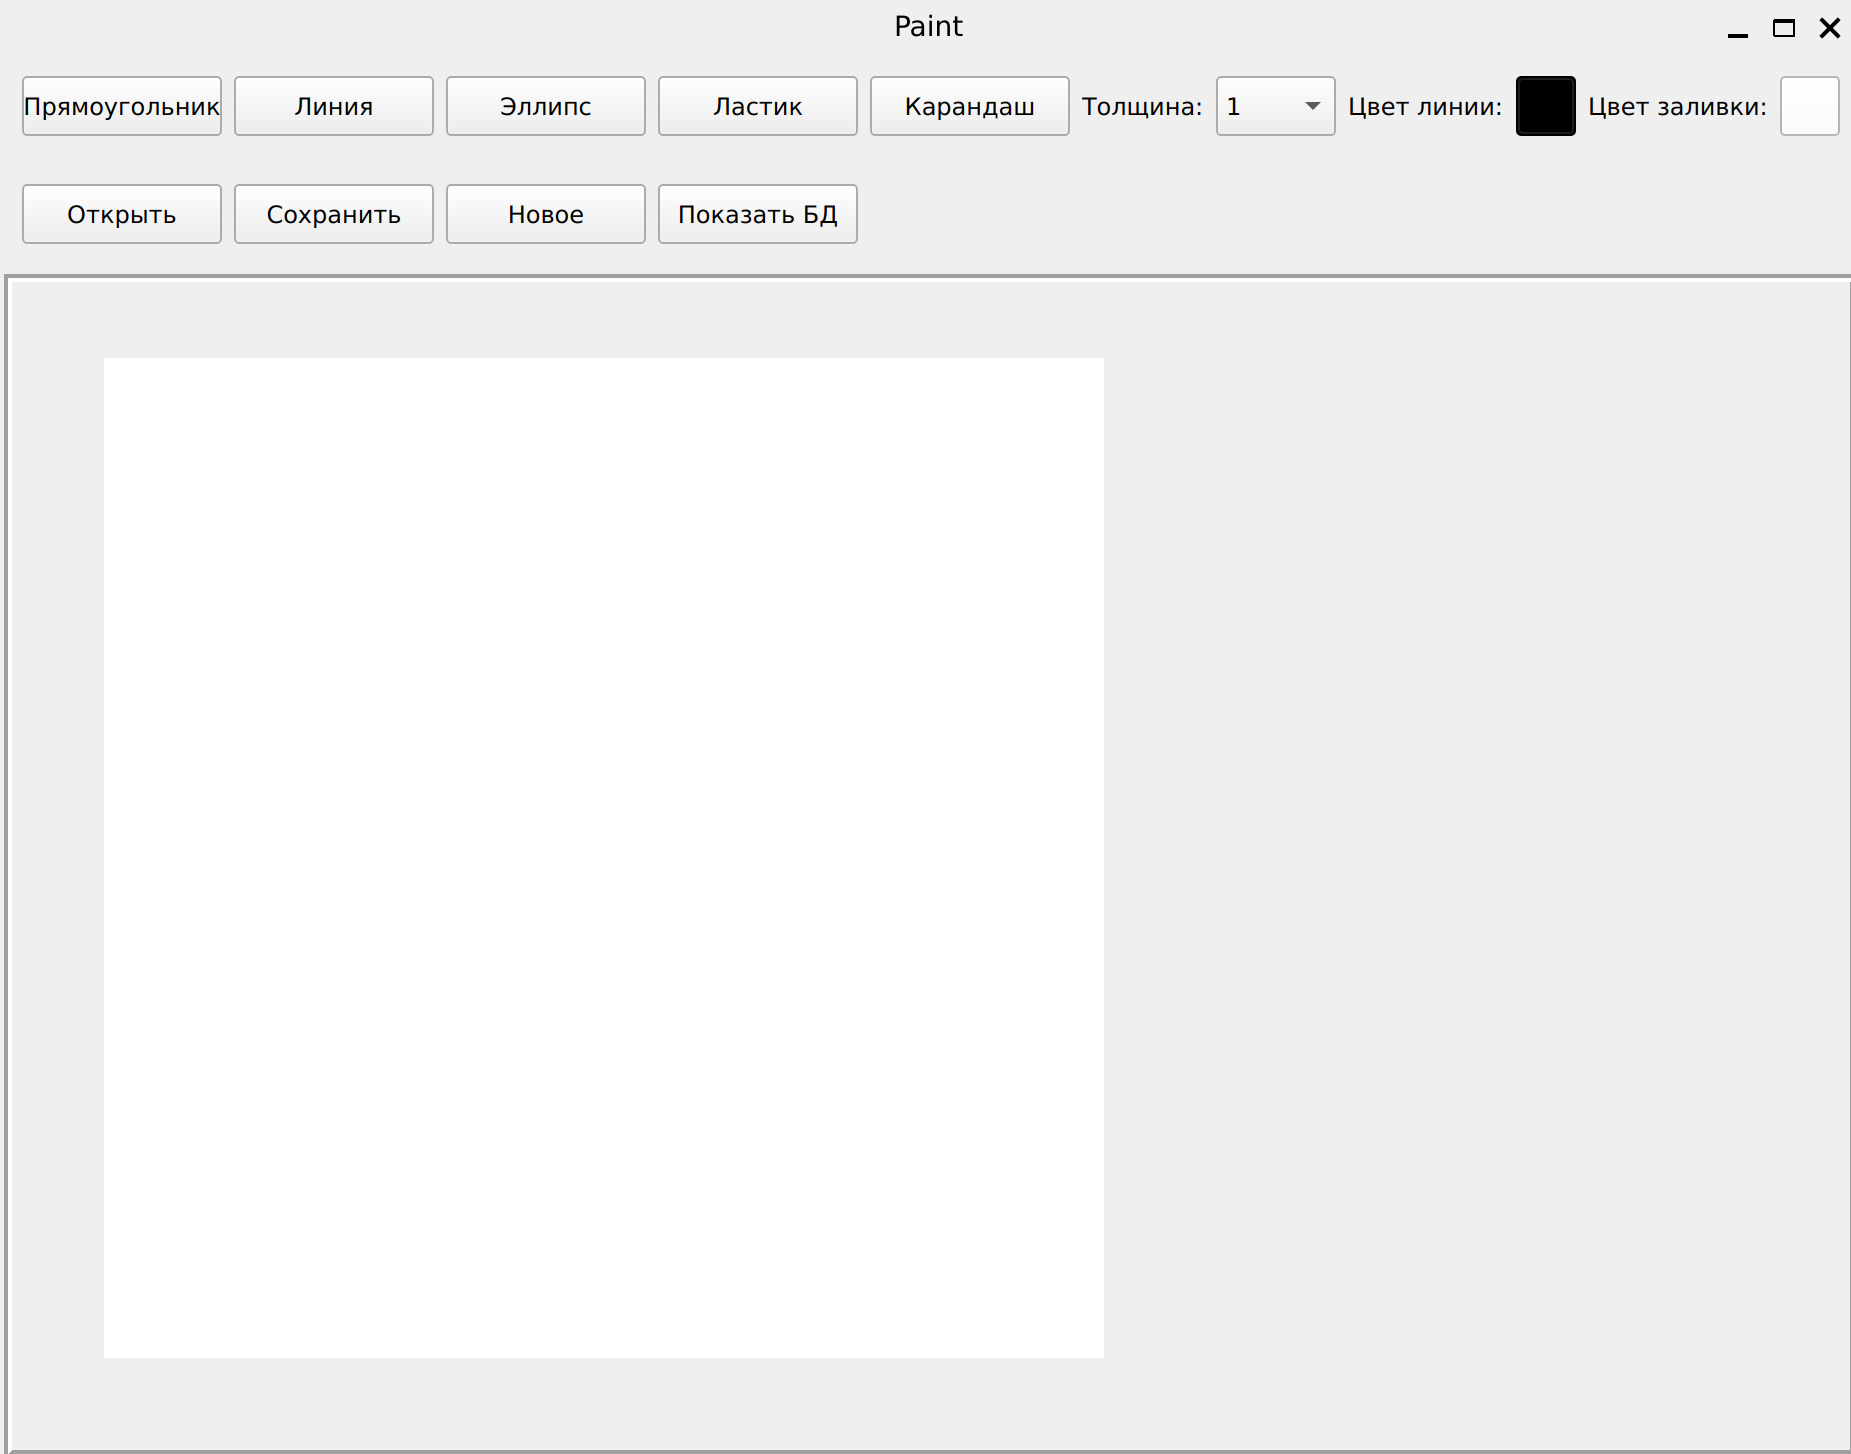 Paint
Прямоугольник Линия Эллипс Ластик Карандаш Толщина: 1 Цвет линии: Цвет заливки:
Открыть Сохранить Новое Показать БД